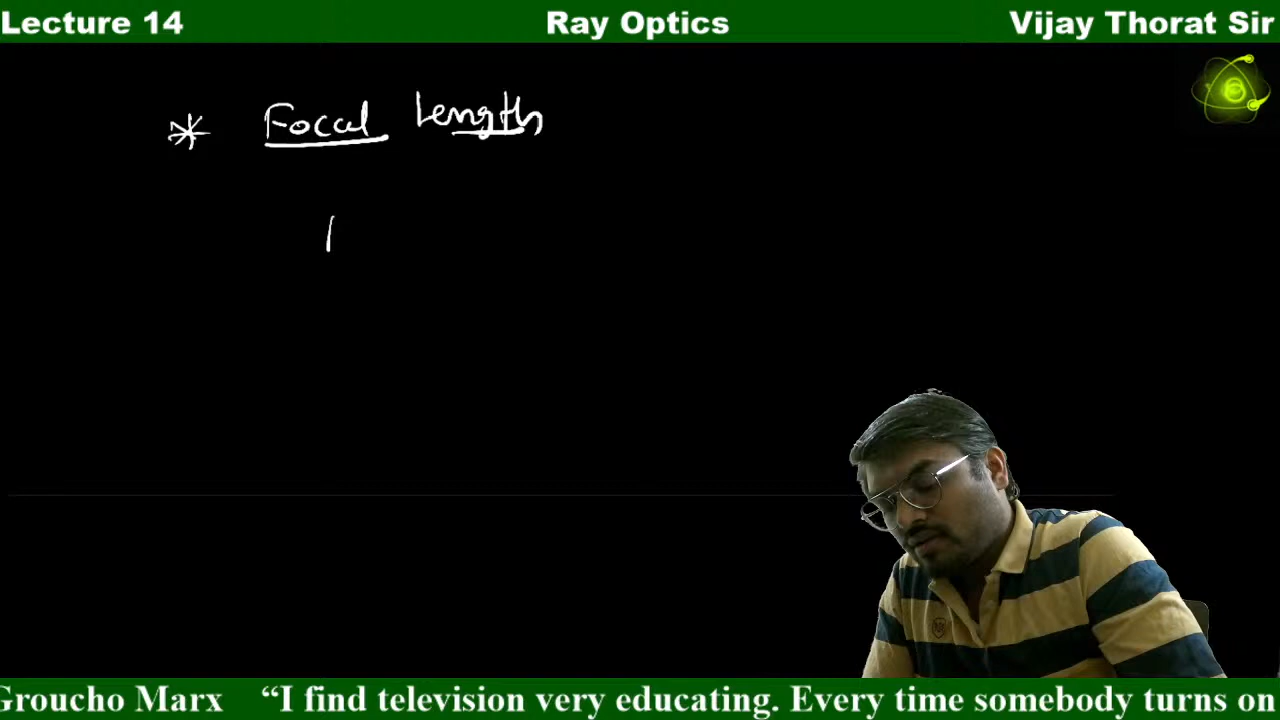 Lecture 14 Ray Optics Vijay Thorat Sir
* Focal Length
Groucho Marx “I find television very educating. Every time somebody turns on